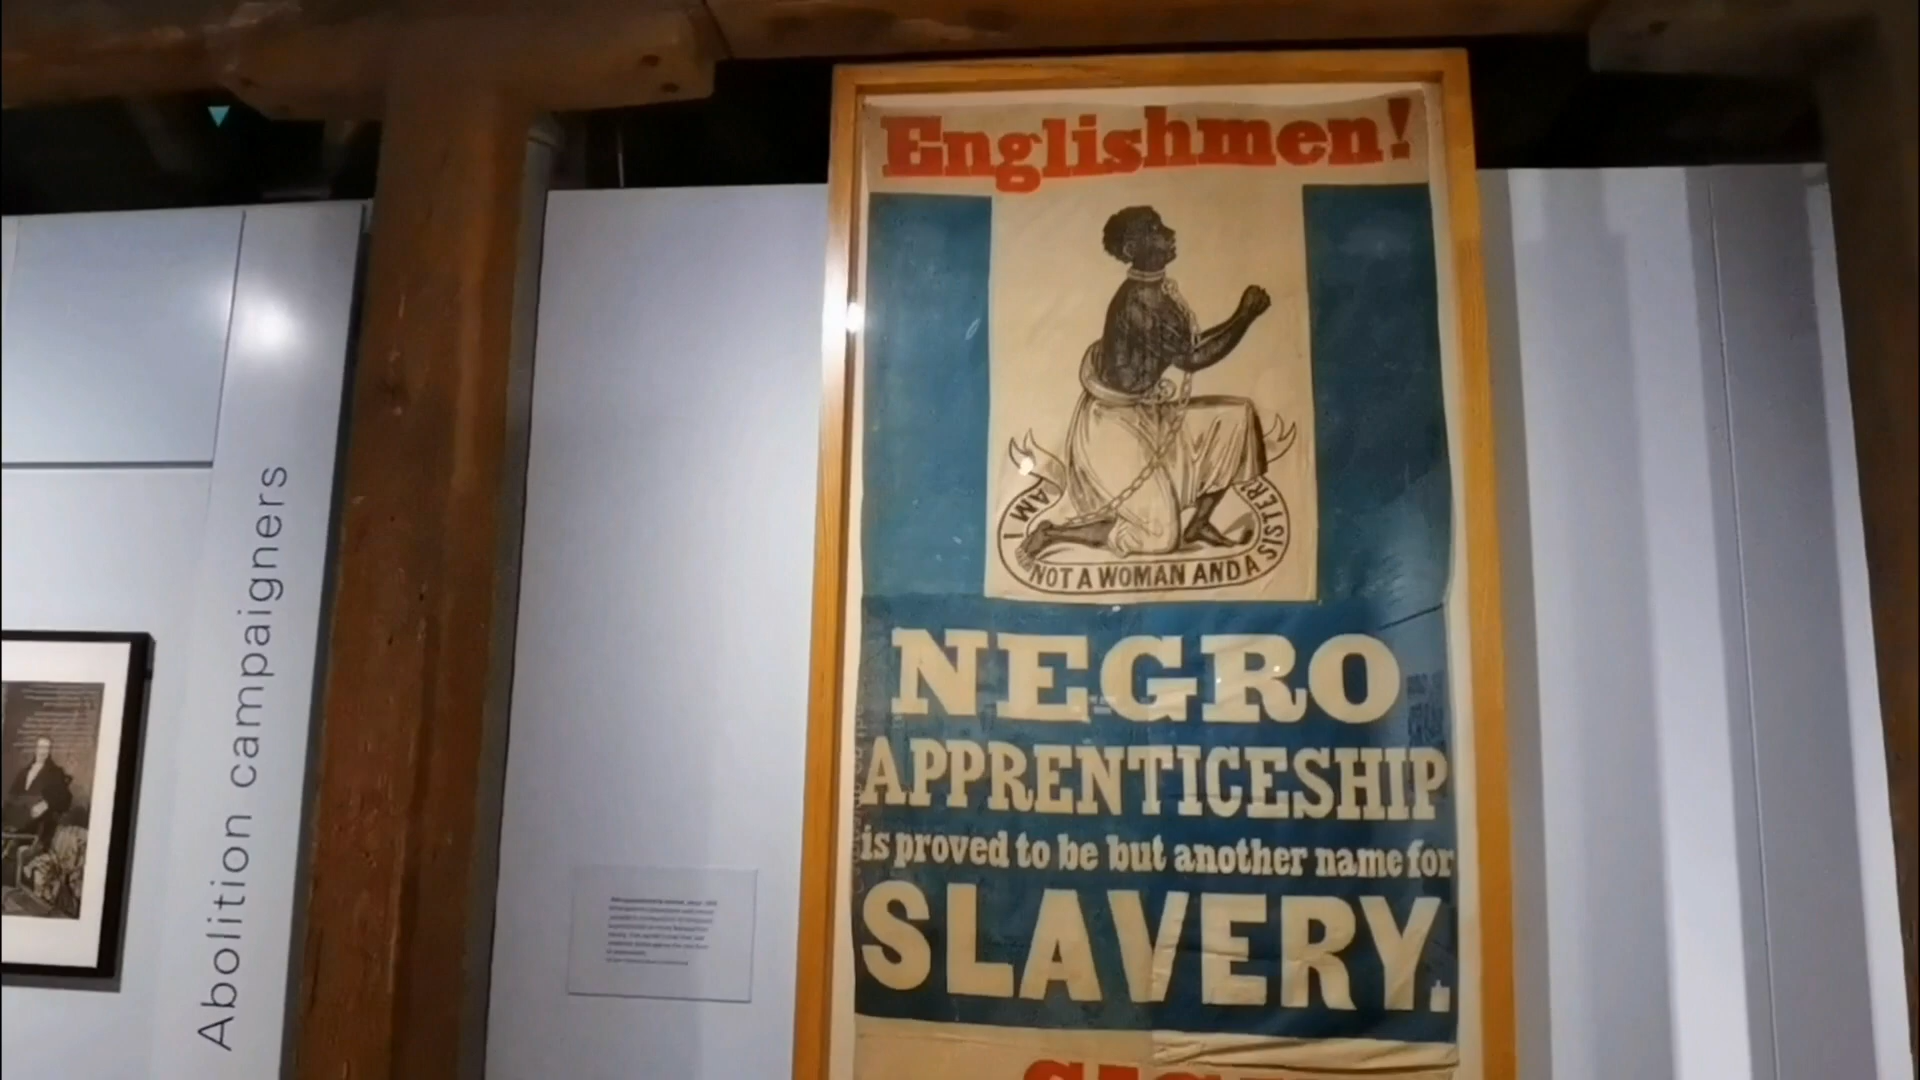 Abolition campaigners
Englishmen!
I AM NOT A WOMAN AND A SISTER?
NEGRO
APPRENTICESHIP
is proved to be but another name for
SLAVERY.